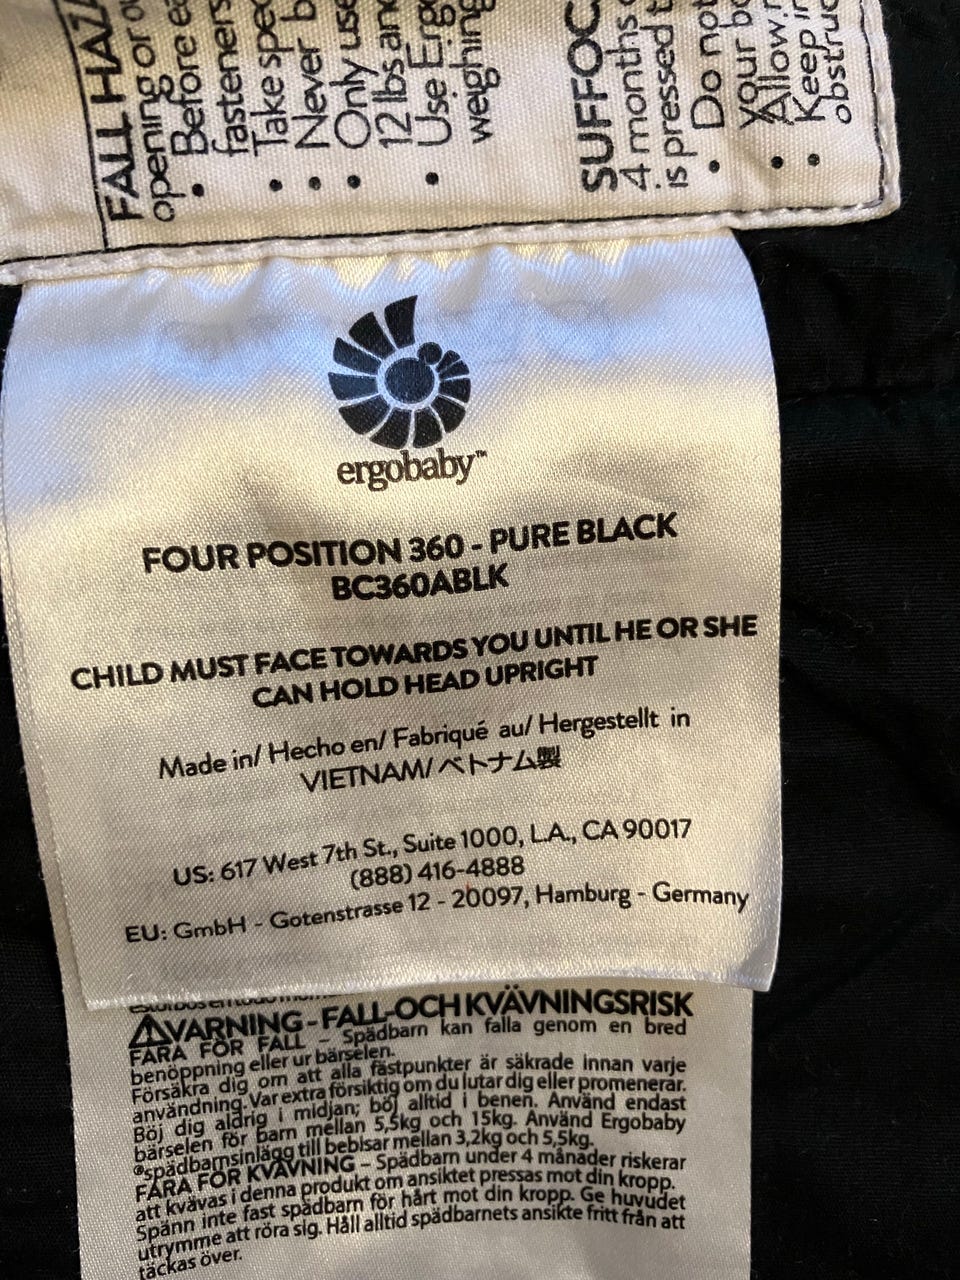 FALL HAZA
opening or ou
• Before ea
fasteners
• Take spec
• Never b
• Only use
12 lbs and
• Use Ergo
weighing
SUFFOC
4 months
is pressed t
• Do not
your bo
• Allow
• Keep in
obstruc
ergobaby™
FOUR POSITION 360 - PURE BLACK
BC360ABLK
CHILD MUST FACE TOWARDS YOU UNTIL HE OR SHE
CAN HOLD HEAD UPRIGHT
Made in/ Hecho en/ Fabriqué au/ Hergestellt in
VIETNAM/ ベトナム製
US: 617 West 7th St., Suite 1000, L.A., CA 90017
(888) 416-4888
EU: GmbH - Gotenstrasse 12 - 20097, Hamburg - Germany
VARNING - FALL-OCH KVÄVNINGSRISK
FARA FÖR FALL – Spädbarn kan falla genom en bred
benöppning eller ur bärselen.
Försäkra dig om att alla fästpunkter är säkrade innan varje
användning. Var extra försiktig om du lutar dig eller promenerar.
Böj dig aldrig i midjan; böj alltid i benen. Använd endast
bärselen för barn mellan 5,5kg och 15kg. Använd Ergobaby
®spädbarnsinlägg till bebisar mellan 3,2kg och 5,5kg.
FARA FÖR KVÄVNING – Spädbarn under 4 månader riskerar
att kvävas i denna produkt om ansiktet pressas mot din kropp.
Spänn inte fast spädbarn för hårt mot din kropp. Ge huvudet
utrymme att röra sig. Håll alltid spädbarnets ansikte fritt från att
täckas över.